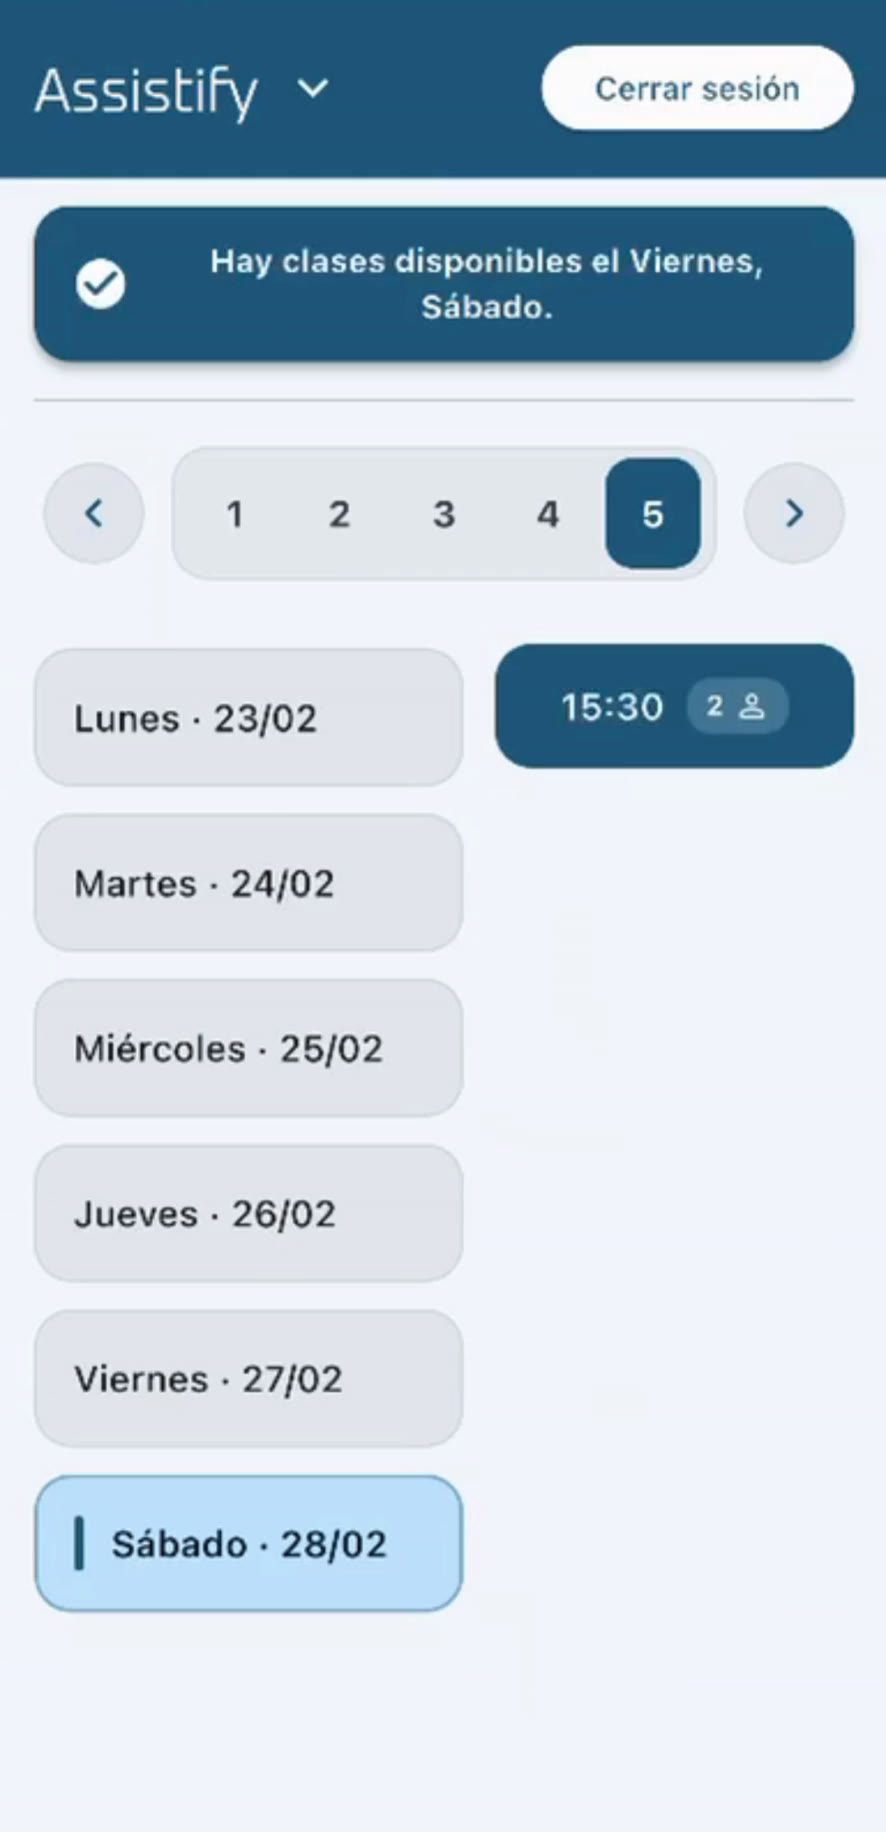 Assistify
Cerrar sesión
Hay clases disponibles el Viernes,
Sábado.
1 2 3 4 5
Lunes · 23/02
15:30 2
Martes · 24/02
Miércoles · 25/02
Jueves · 26/02
Viernes · 27/02
Sábado · 28/02